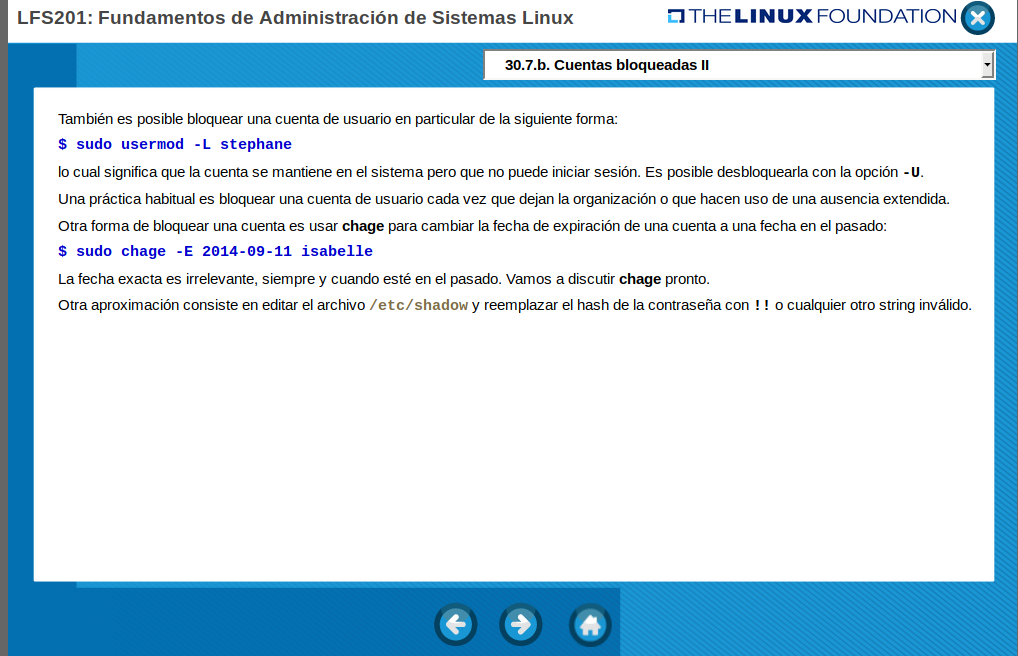 LFS201: Fundamentos de Administración de Sistemas Linux
THE LINUX FOUNDATION
30.7.b. Cuentas bloqueadas II
También es posible bloquear una cuenta de usuario en particular de la siguiente forma:
$ sudo usermod -L stephane
lo cual significa que la cuenta se mantiene en el sistema pero que no puede iniciar sesión. Es posible desbloquearla con la opción -U.
Una práctica habitual es bloquear una cuenta de usuario cada vez que dejan la organización o que hacen uso de una ausencia extendida.
Otra forma de bloquear una cuenta es usar chage para cambiar la fecha de expiración de una cuenta a una fecha en el pasado:
$ sudo chage -E 2014-09-11 isabelle
La fecha exacta es irrelevante, siempre y cuando esté en el pasado. Vamos a discutir chage pronto.
Otra aproximación consiste en editar el archivo /etc/shadow y reemplazar el hash de la contraseña con !! o cualquier otro string inválido.